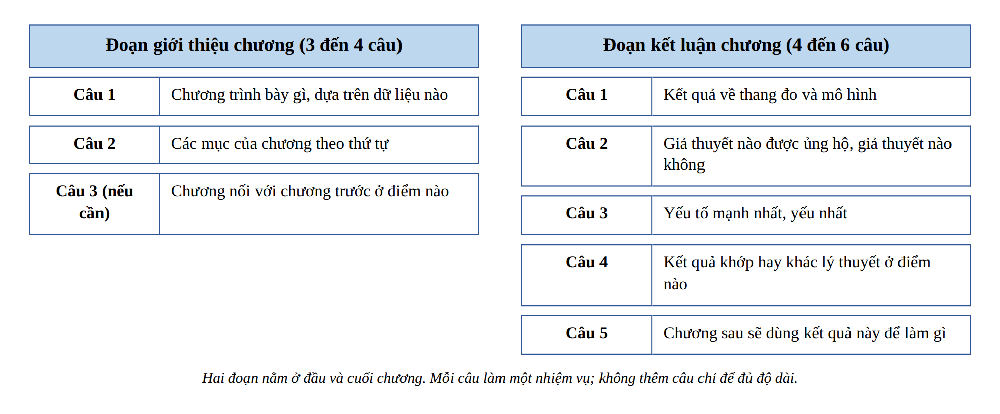 Đoạn giới thiệu chương (3 đến 4 câu)
Câu 1
Chương trình bày gì, dựa trên dữ liệu nào
Câu 2
Các mục của chương theo thứ tự
Câu 3 (nếu
cần)
Chương nối với chương trước ở điểm nào
Đoạn kết luận chương (4 đến 6 câu)
Câu 1
Kết quả về thang đo và mô hình
Câu 2
Giả thuyết nào được ủng hộ, giả thuyết nào
không
Câu 3
Yếu tố mạnh nhất, yếu nhất
Câu 4
Kết quả khớp hay khác lý thuyết ở điểm
nào
Câu 5
Chương sau sẽ dùng kết quả này để làm gì
Hai đoạn nằm ở đầu và cuối chương. Mỗi câu làm một nhiệm vụ; không thêm câu chỉ để đủ độ dài.